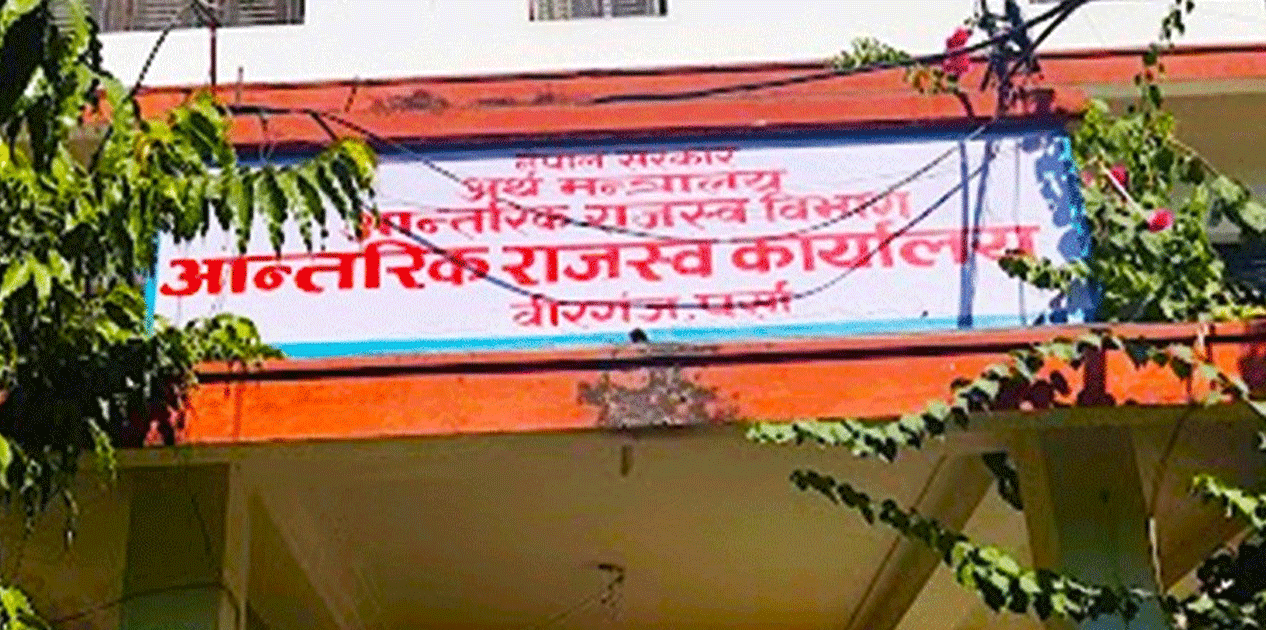 नेपाल सरकार
अर्थ मन्त्रालय
आन्तरिक राजस्व विभाग
आन्तरिक राजस्व कार्यालय
वीरगंज, पर्सा